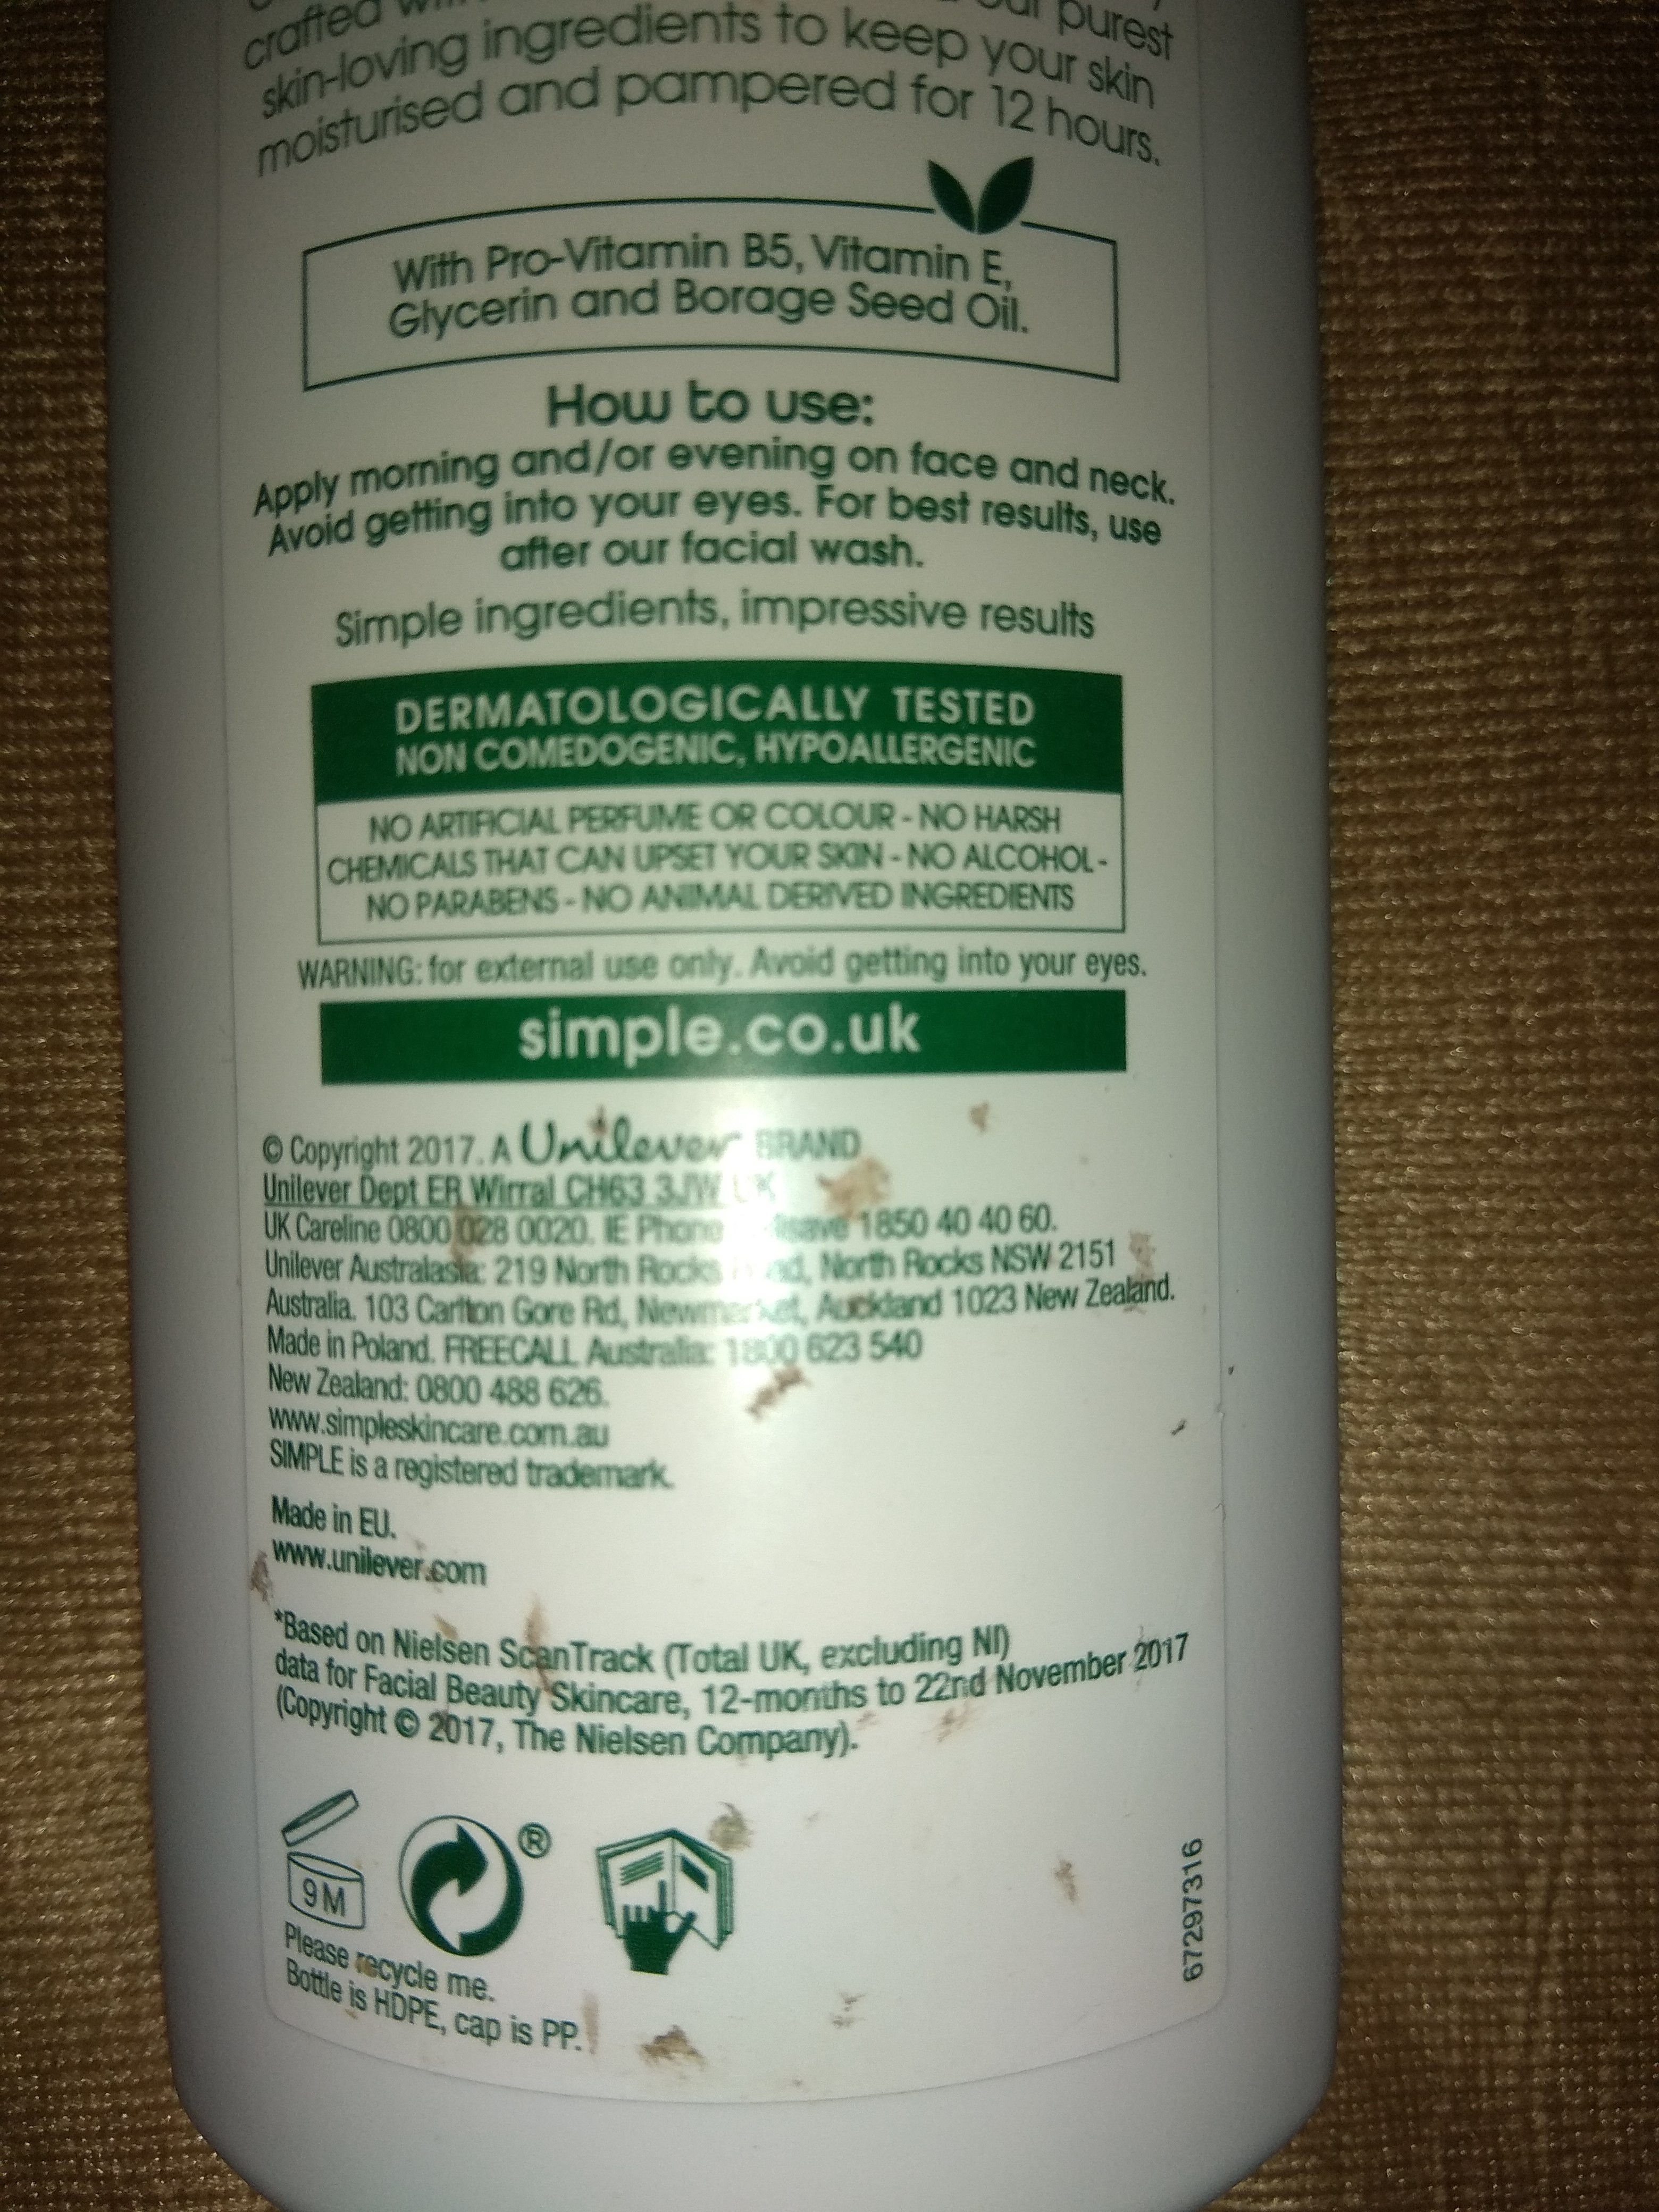 crafted
purest
skin-loving ingredients to keep your skin
moisturised and pampered for 12 hours.
With Pro-Vitamin B5, Vitamin E,
Glycerin and Borage Seed Oil.
How to use:
Apply morning and/or evening on face and neck.
Avoid getting into your eyes. For best results, use
after our facial wash.
Simple ingredients, impressive results
DERMATOLOGICALLY TESTED
NON COMEDOGENIC, HYPOALLERGENIC
NO ARTIFICIAL PERFUME OR COLOUR - NO HARSH
CHEMICALS THAT CAN UPSET YOUR SKIN - NO ALCOHOL -
NO PARABENS - NO ANIMAL DERIVED INGREDIENTS
WARNING: for external use only. Avoid getting into your eyes.
simple.co.uk
© Copyright 2017. A Unilever BRAND
Unilever Dept ER Wirral CH63 3JW UK
UK Careline 0800 028 0020. IE Phone 1850 40 40 60.
Unilever Australasia: 219 North Rocks Road, North Rocks NSW 2151
Australia. 103 Carlton Gore Rd, Newmarket, Auckland 1023 New Zealand.
Made in Poland. FREECALL Australia: 1800 623 540
New Zealand: 0800 488 626.
www.simpleskincare.com.au
SIMPLE is a registered trademark.
Made in EU.
www.unilever.com
*Based on Nielsen ScanTrack (Total UK, excluding NI)
data for Facial Beauty Skincare, 12-months to 22nd November 2017
(Copyright © 2017, The Nielsen Company).
9M
®
Please recycle me.
Bottle is HDPE, cap is PP.
67297316